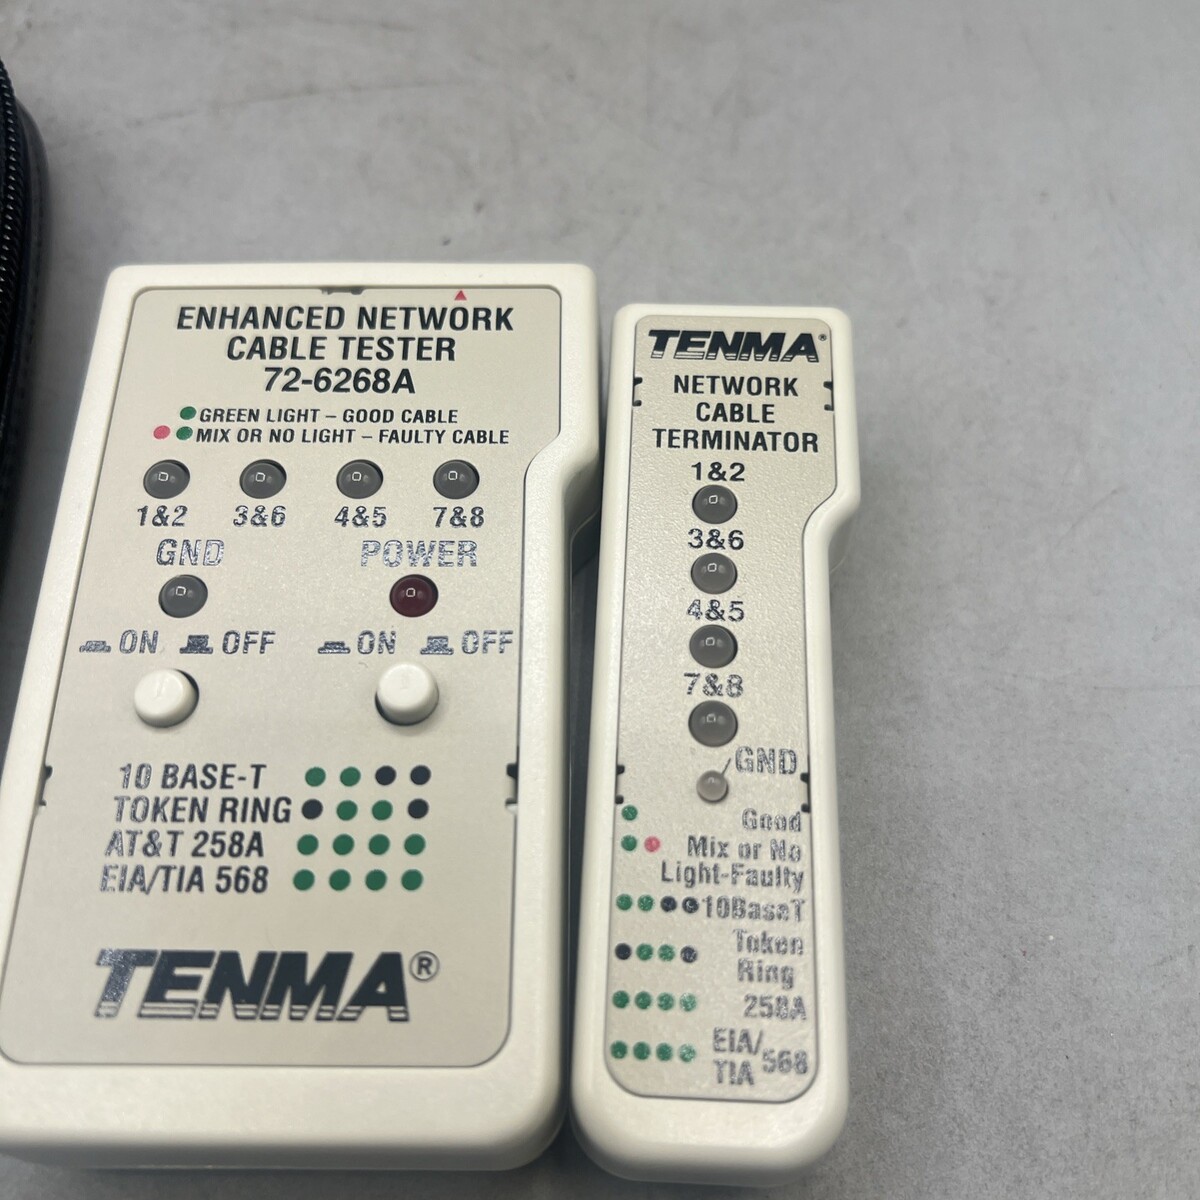 ENHANCED NETWORK
CABLE TESTER
72-6268A
GREEN LIGHT – GOOD CABLE
MIX OR NO LIGHT – FAULTY CABLE
1&2 3&6 4&5 7&8
GND POWER
ON OFF ON OFF
10 BASE-T
TOKEN RING
AT&T 258A
EIA/TIA 568
TENMA®
TENMA®
NETWORK
CABLE
TERMINATOR
1&2
3&6
4&5
7&8
GND
Good
Mix or No
Light-Faulty
10BaseT
Token
Ring
258A
EIA/
TIA 568